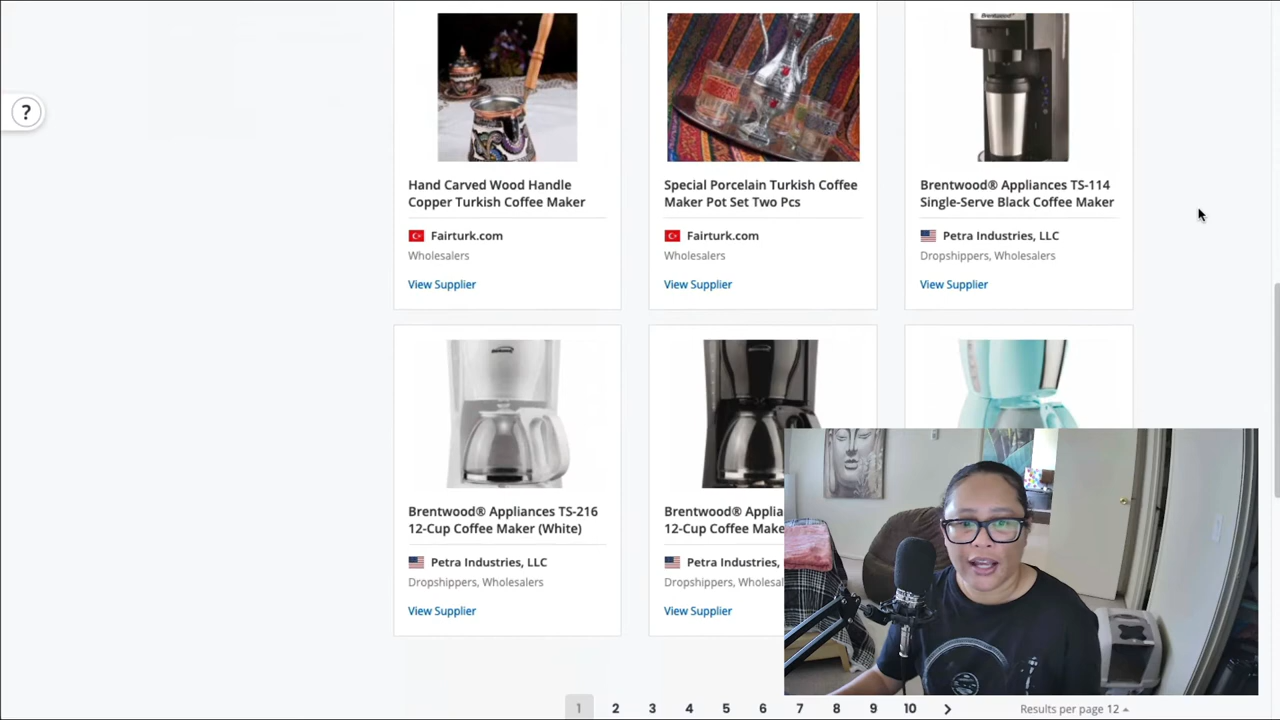 Brentwood
?
Hand Carved Wood Handle
Copper Turkish Coffee Maker
Fairturk.com
Wholesalers
View Supplier
Special Porcelain Turkish Coffee
Maker Pot Set Two Pcs
Fairturk.com
Wholesalers
View Supplier
Brentwood® Appliances TS-114
Single-Serve Black Coffee Maker
Petra Industries, LLC
Dropshippers, Wholesalers
View Supplier
Brentwood® Appliances TS-216
12-Cup Coffee Maker (White)
Petra Industries, LLC
Dropshippers, Wholesalers
View Supplier
Brentwood® Applia
12-Cup Coffee Make
Petra Industries,
Dropshippers, Wholesal
View Supplier
1 2 3 4 5 6 7 8 9 10
Results per page 12